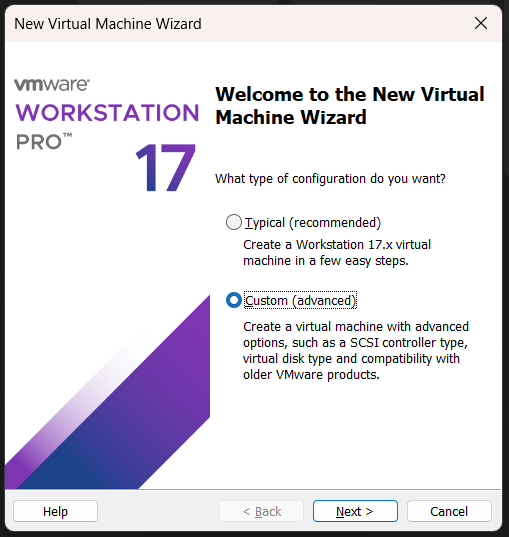 New Virtual Machine Wizard
vmware®
WORKSTATION
PRO™
17
Welcome to the New Virtual
Machine Wizard
What type of configuration do you want?
Typical (recommended)
Create a Workstation 17.x virtual
machine in a few easy steps.
Custom (advanced)
Create a virtual machine with advanced
options, such as a SCSI controller type,
virtual disk type and compatibility with
older VMware products.
Help
< Back
Next >
Cancel